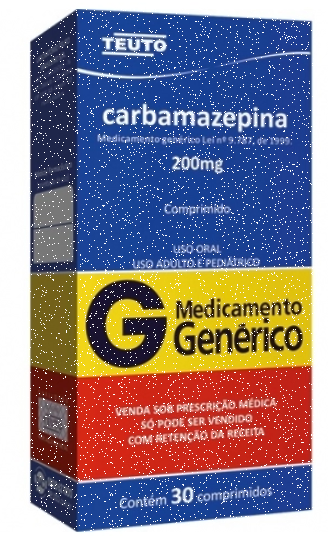 TEUTO
carbamazepina
Medicamento genérico Lei nº 9.787, de 1999
200mg
Comprimido
USO ORAL
USO ADULTO E PEDIÁTRICO
G Medicamento
Genérico
VENDA SOB PRESCRIÇÃO MÉDICA
SÓ PODE SER VENDIDO
COM RETENÇÃO DA RECEITA
Contém 30 comprimidos